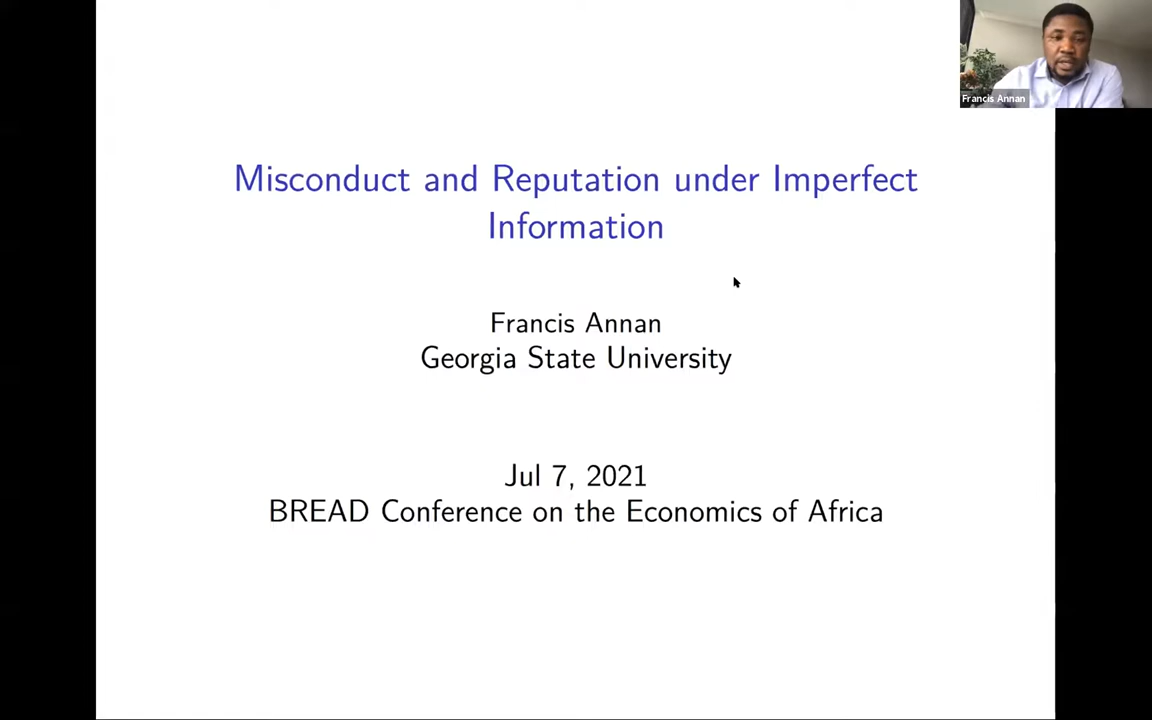 Francis Annan
Misconduct and Reputation under Imperfect
Information
Francis Annan
Georgia State University
Jul 7, 2021
BREAD Conference on the Economics of Africa